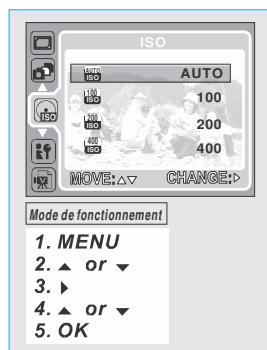 ISO
AUTO ISO AUTO
100 ISO 100
ISO 200 ISO 200
400 ISO 400
MOVE:△▽ CHANGE:▷
Mode de fonctionnement
1. MENU
2. ▲ or ▼
3. ▶
4. ▲ or ▼
5. OK